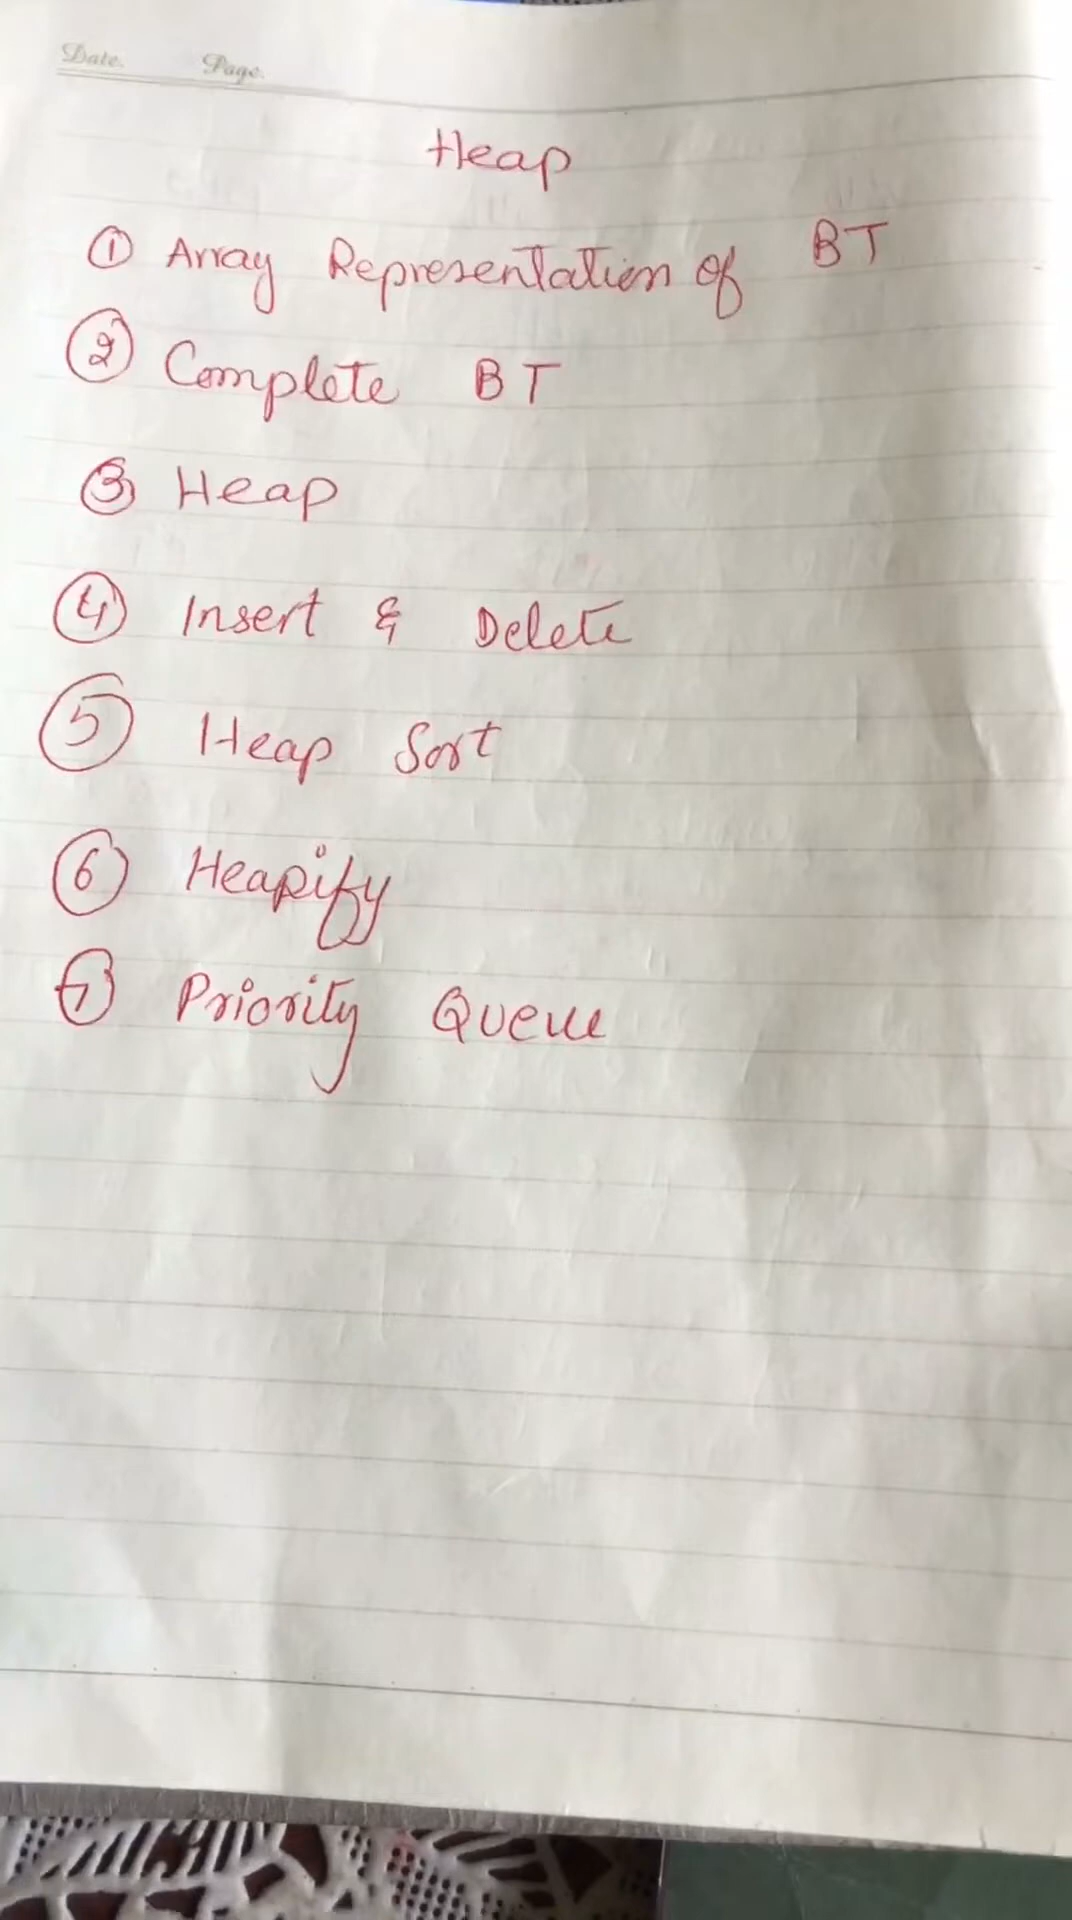 Date. Page.
Heap
① Array Representation of BT
② Complete BT
③ Heap
④ Insert & Delete
⑤ Heap Sort
⑥ Heapify
⑦ Priority Queue